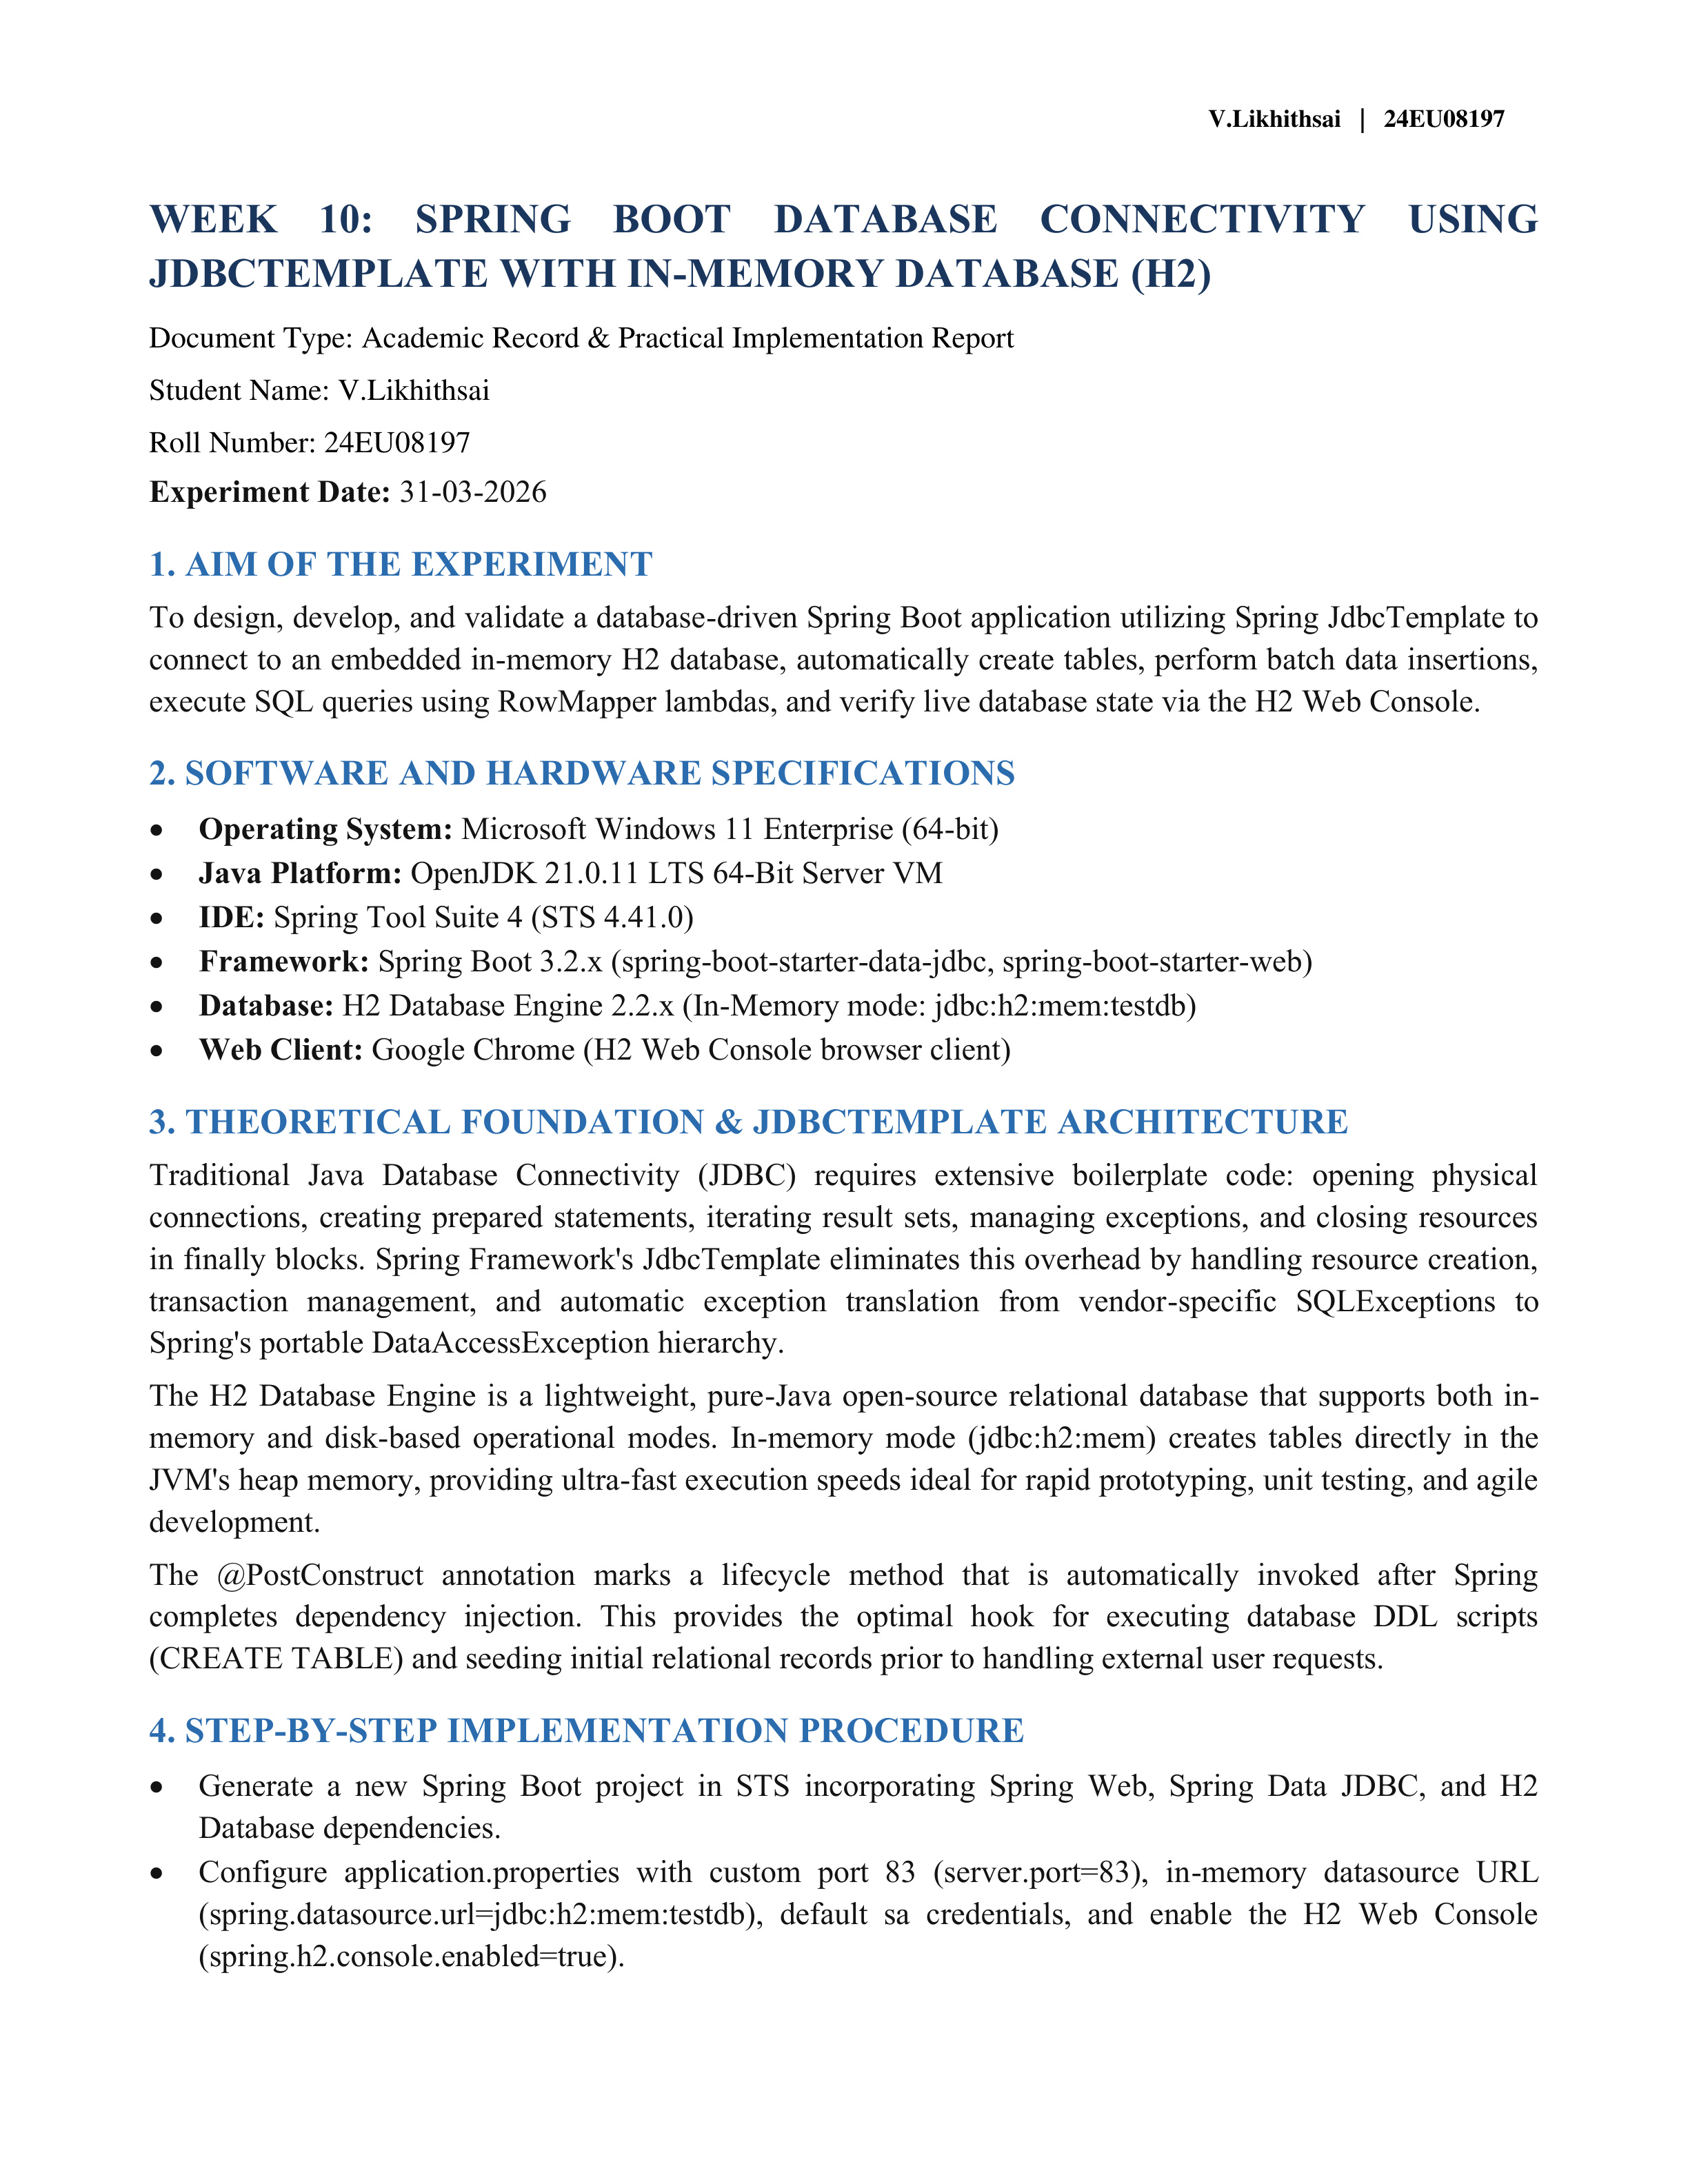 V.Likhithsai | 24EU08197
WEEK 10: SPRING BOOT DATABASE CONNECTIVITY USING
JDBCTEMPLATE WITH IN-MEMORY DATABASE (H2)
Document Type: Academic Record & Practical Implementation Report
Student Name: V.Likhithsai
Roll Number: 24EU08197
Experiment Date: 31-03-2026
1. AIM OF THE EXPERIMENT
To design, develop, and validate a database-driven Spring Boot application utilizing Spring JdbcTemplate to
connect to an embedded in-memory H2 database, automatically create tables, perform batch data insertions,
execute SQL queries using RowMapper lambdas, and verify live database state via the H2 Web Console.
2. SOFTWARE AND HARDWARE SPECIFICATIONS
• Operating System: Microsoft Windows 11 Enterprise (64-bit)
• Java Platform: OpenJDK 21.0.11 LTS 64-Bit Server VM
• IDE: Spring Tool Suite 4 (STS 4.41.0)
• Framework: Spring Boot 3.2.x (spring-boot-starter-data-jdbc, spring-boot-starter-web)
• Database: H2 Database Engine 2.2.x (In-Memory mode: jdbc:h2:mem:testdb)
• Web Client: Google Chrome (H2 Web Console browser client)
3. THEORETICAL FOUNDATION & JDBCTEMPLATE ARCHITECTURE
Traditional Java Database Connectivity (JDBC) requires extensive boilerplate code: opening physical
connections, creating prepared statements, iterating result sets, managing exceptions, and closing resources
in finally blocks. Spring Framework's JdbcTemplate eliminates this overhead by handling resource creation,
transaction management, and automatic exception translation from vendor-specific SQLExceptions to
Spring's portable DataAccessException hierarchy.
The H2 Database Engine is a lightweight, pure-Java open-source relational database that supports both in-
memory and disk-based operational modes. In-memory mode (jdbc:h2:mem) creates tables directly in the
JVM's heap memory, providing ultra-fast execution speeds ideal for rapid prototyping, unit testing, and agile
development.
The @PostConstruct annotation marks a lifecycle method that is automatically invoked after Spring
completes dependency injection. This provides the optimal hook for executing database DDL scripts
(CREATE TABLE) and seeding initial relational records prior to handling external user requests.
4. STEP-BY-STEP IMPLEMENTATION PROCEDURE
• Generate a new Spring Boot project in STS incorporating Spring Web, Spring Data JDBC, and H2
Database dependencies.
• Configure application.properties with custom port 83 (server.port=83), in-memory datasource URL
(spring.datasource.url=jdbc:h2:mem:testdb), default sa credentials, and enable the H2 Web Console
(spring.h2.console.enabled=true).